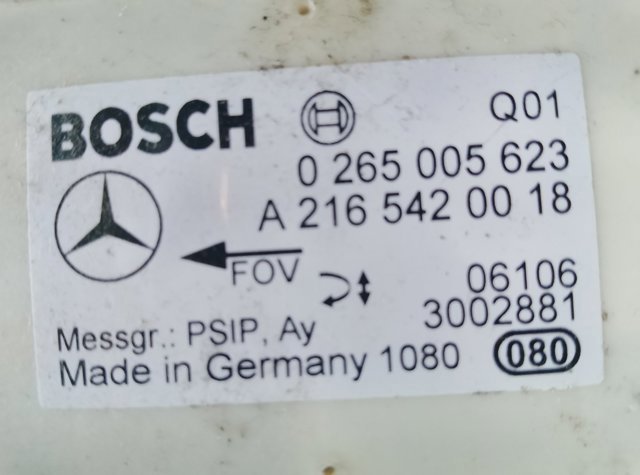 BOSCH
Q01
0 265 005 623
A 216 542 00 18
FOV
06106
3002881
Messgr.: PSIP, Ay
Made in Germany 1080
080